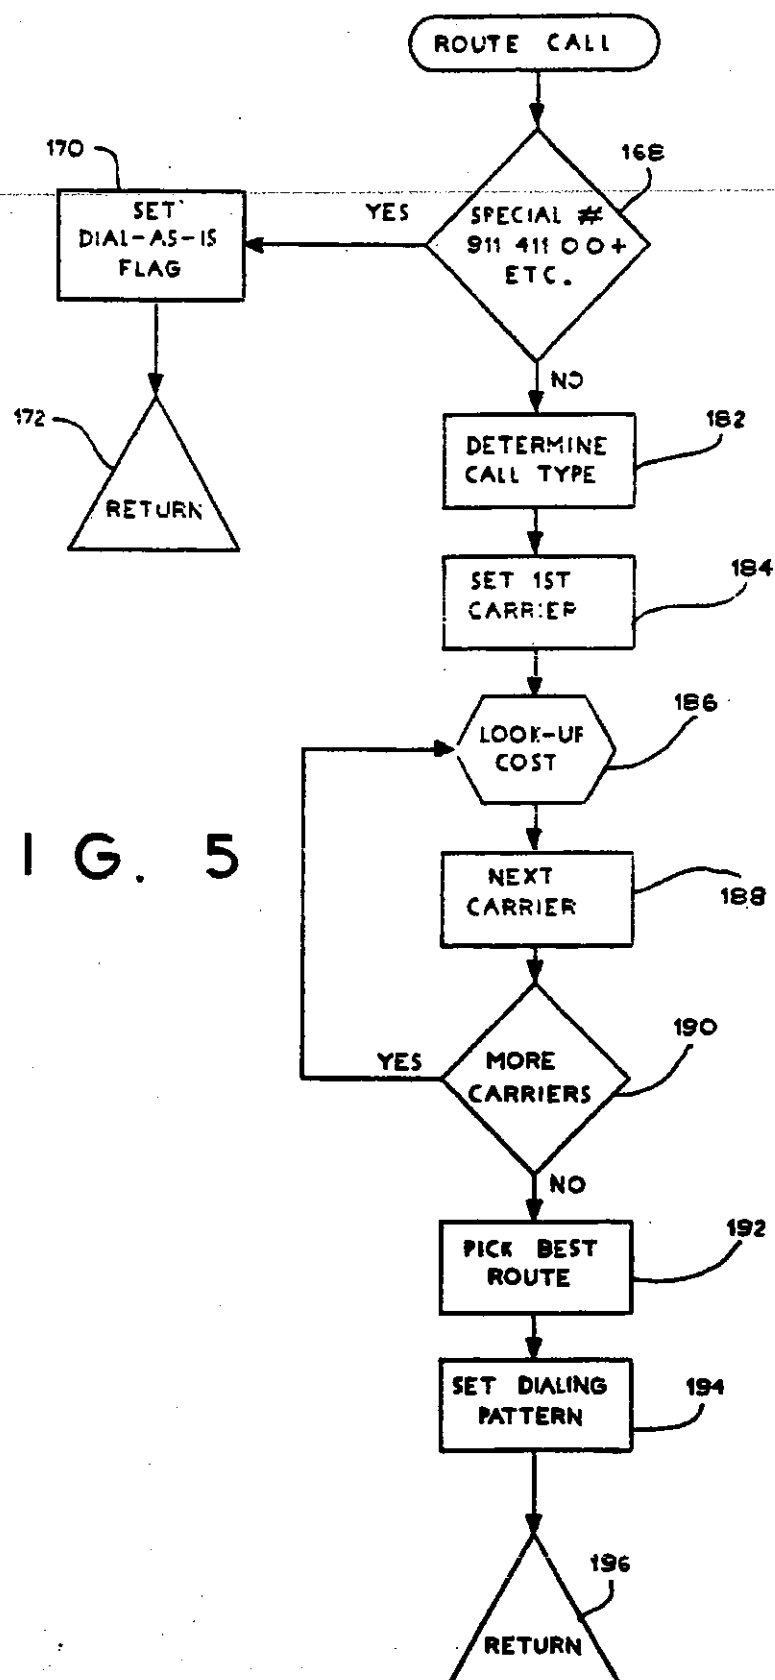 ROUTE CALL
168
SPECIAL #
911 411 00+
ETC.
YES
170
SET
DIAL-AS-IS
FLAG
172
RETURN
NO
182
DETERMINE
CALL TYPE
184
SET 1ST
CARRIER
186
LOOK-UP
COST
188
NEXT
CARRIER
190
MORE
CARRIERS
YES
NO
192
PICK BEST
ROUTE
194
SET DIALING
PATTERN
196
RETURN
I G. 5